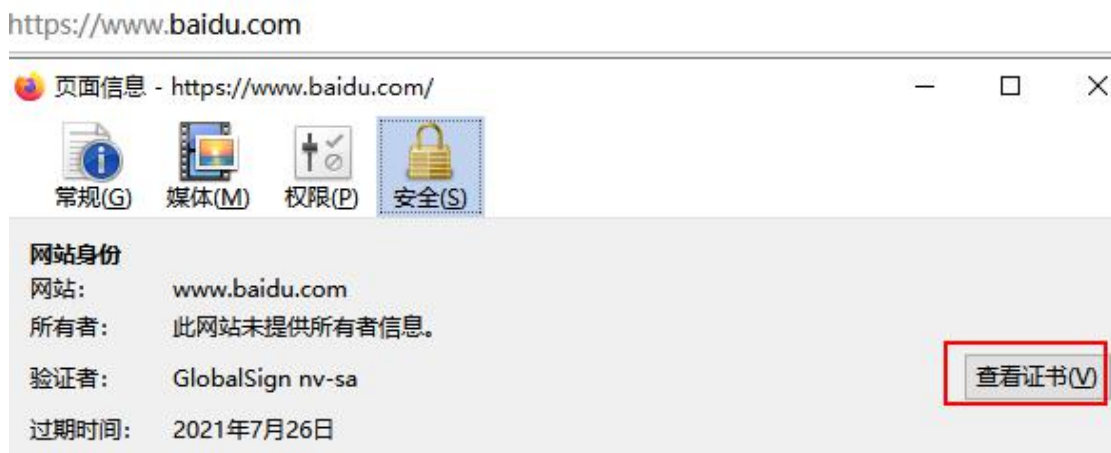 https://www.baidu.com
页面信息 - https://www.baidu.com/
常规(G) 媒体(M) 权限(P) 安全(S)
网站身份
网站: www.baidu.com
所有者: 此网站未提供所有者信息。
验证者: GlobalSign nv-sa 查看证书(V)
过期时间: 2021年7月26日